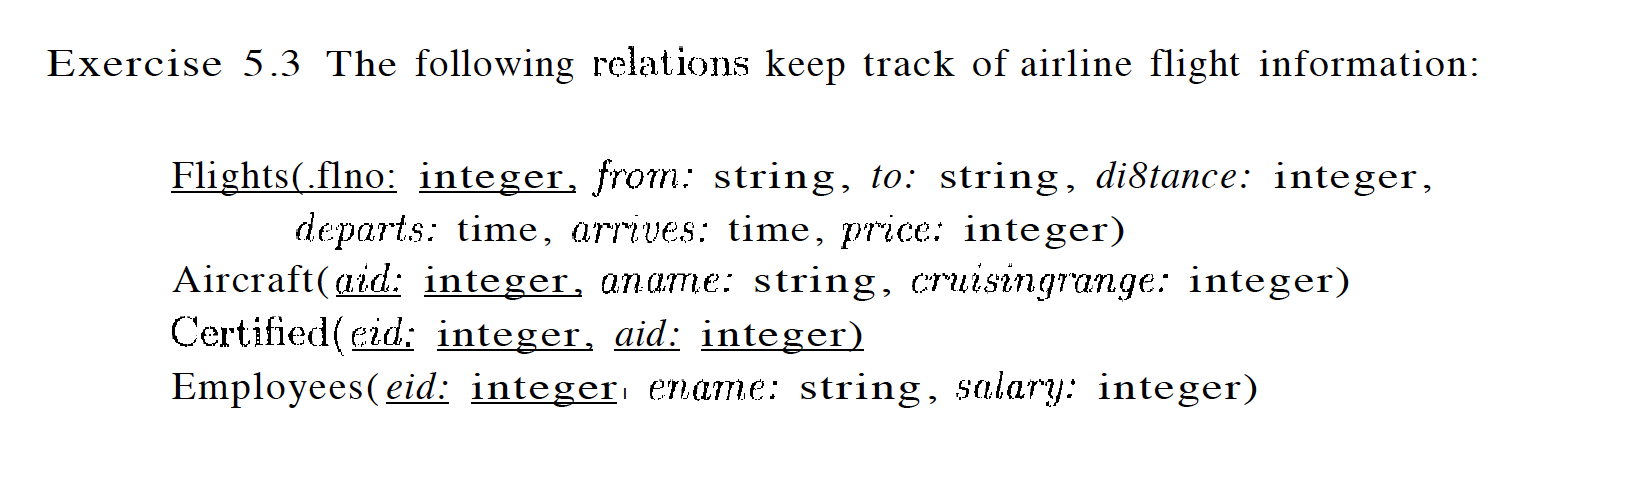 Exercise 5.3 The following relations keep track of airline flight information:
Flights(.flno: integer, from: string, to: string, di8tance: integer,
departs: time, arrives: time, price: integer)
Aircraft(aid: integer, aname: string, cruisingrange: integer)
Certified(eid: integer, aid: integer)
Employees(eid: integer, ename: string, salary: integer)